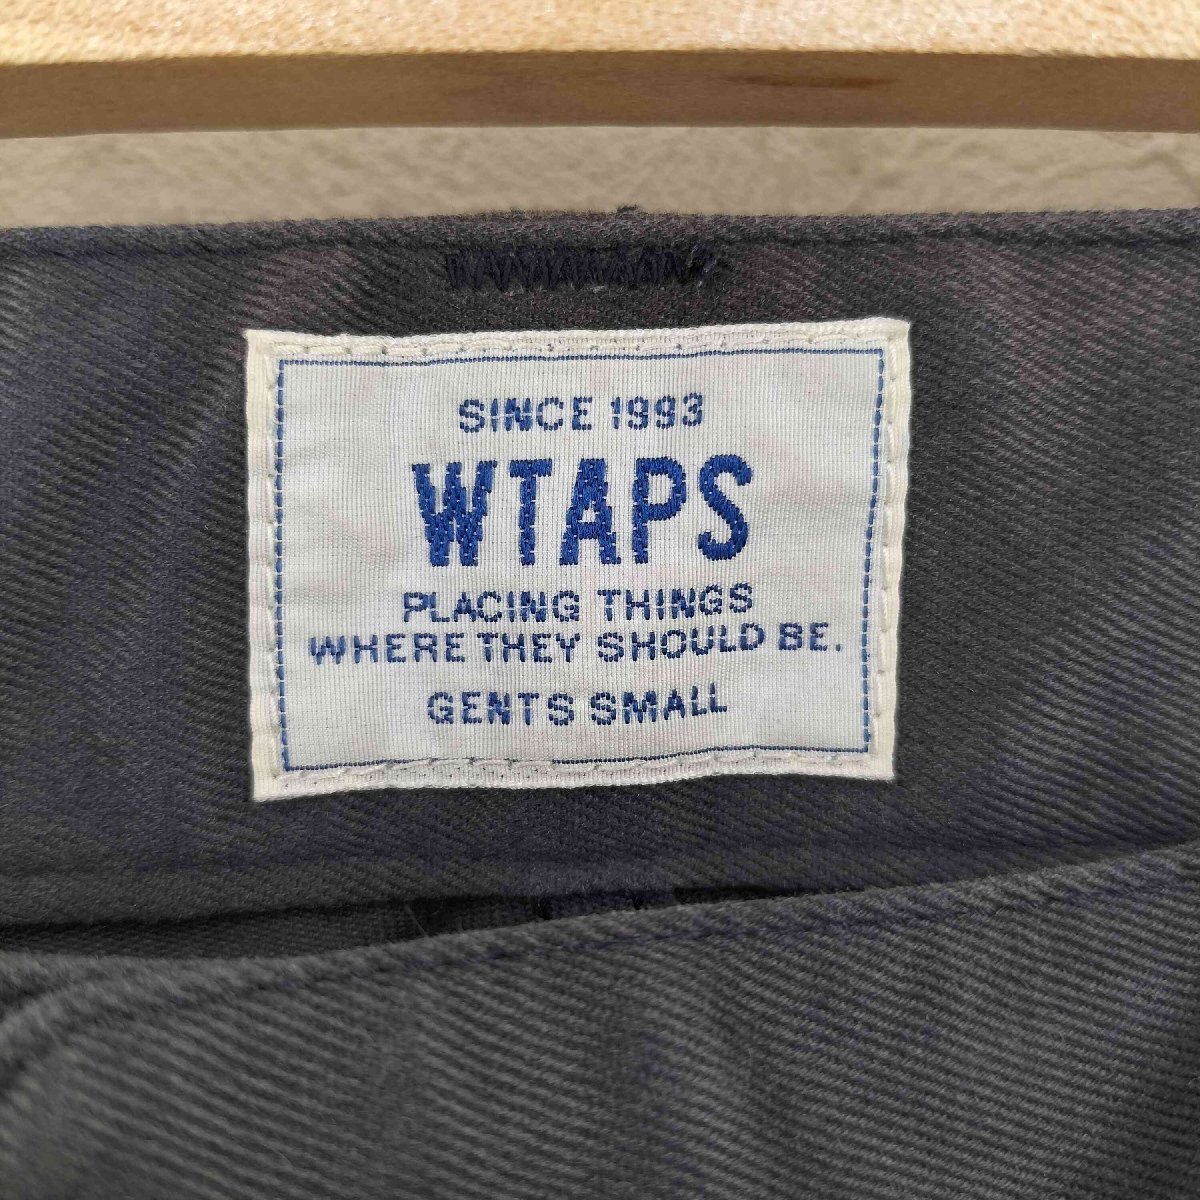 SINCE 1993
WTAPS
PLACING THINGS
WHERE THEY SHOULD BE.
GENTS SMALL